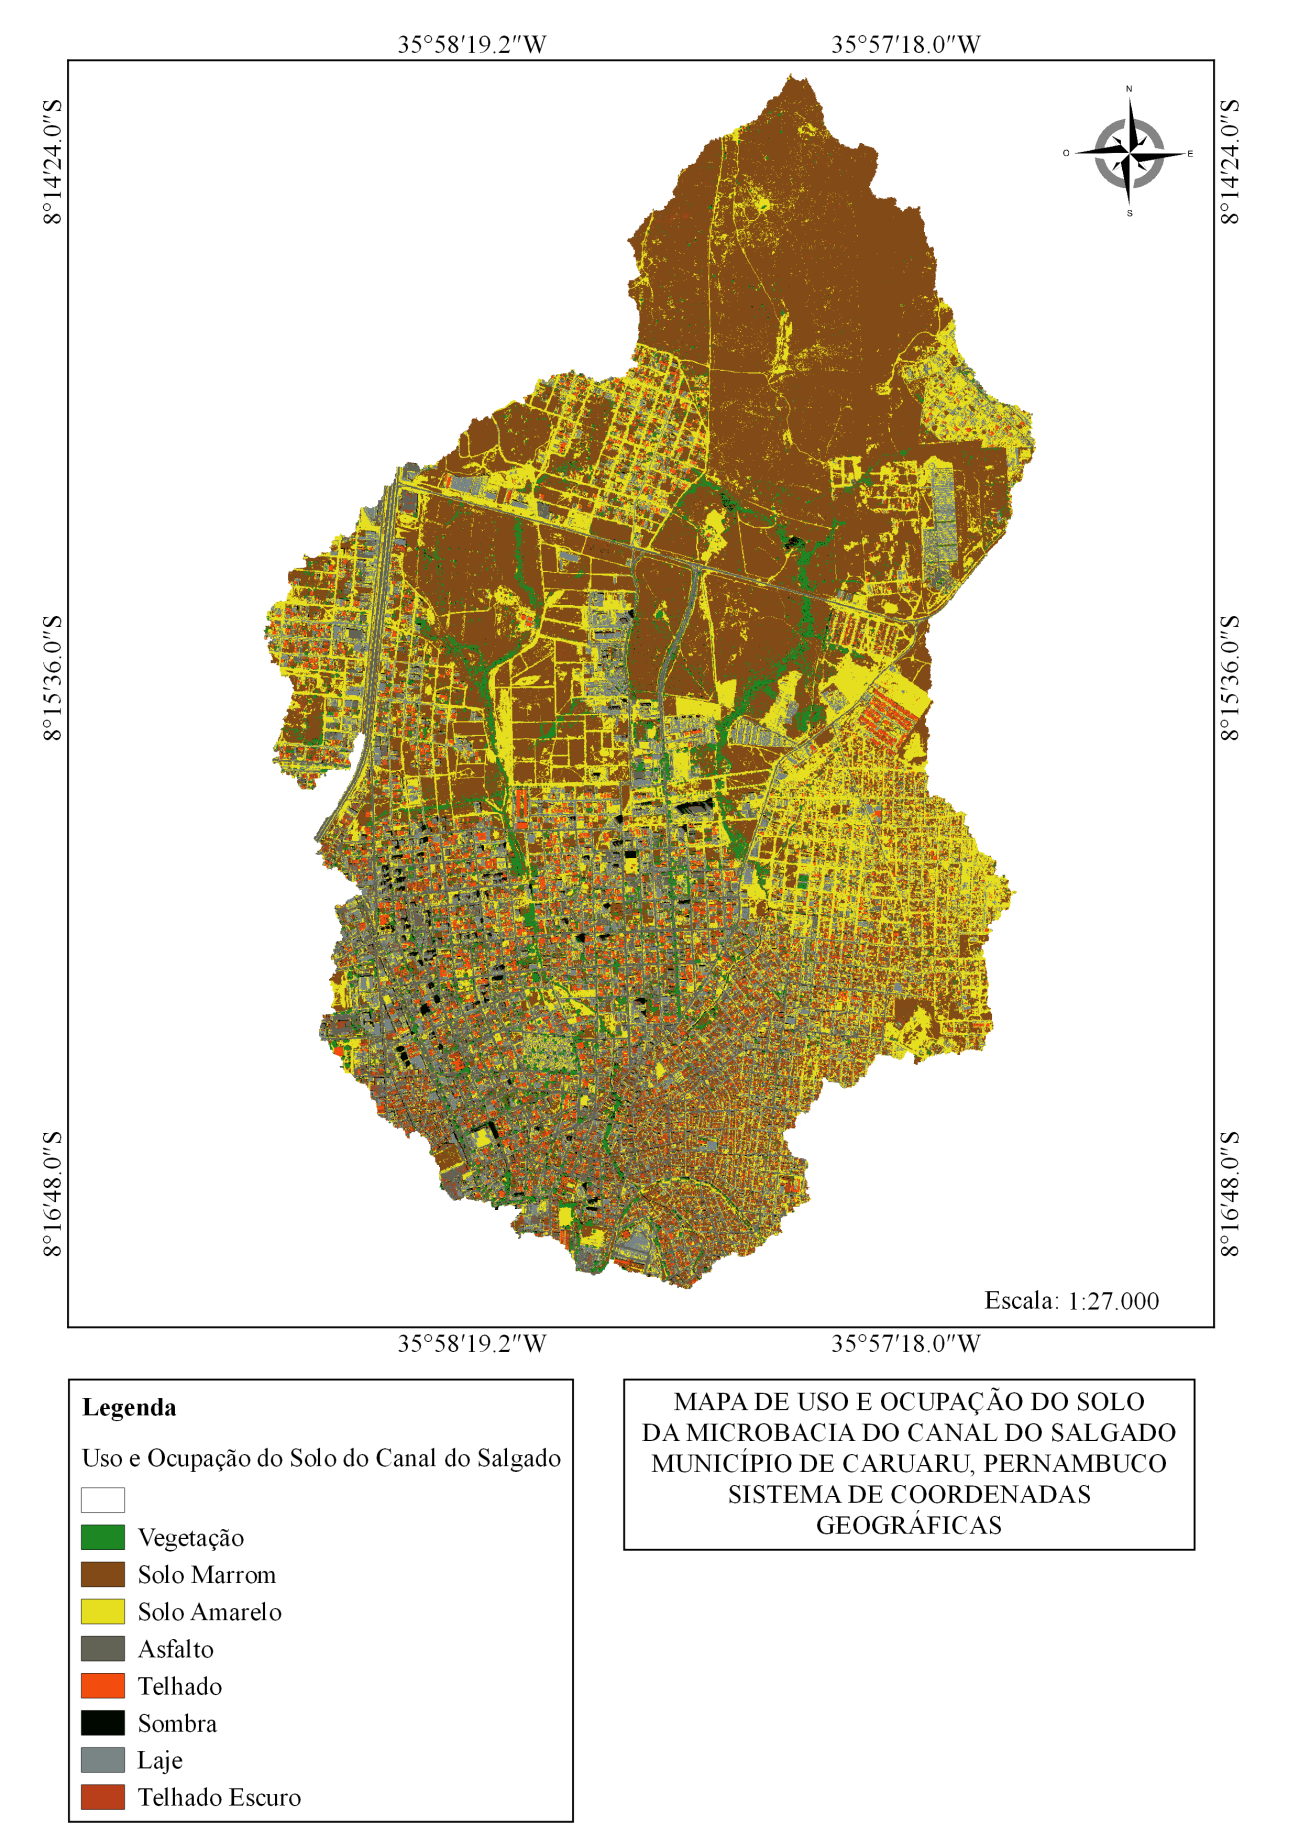 35°58'19.2"W
35°57'18.0"W
8°14'24.0"S
8°14'24.0"S
N
O
E
S
8°15'36.0"S
8°15'36.0"S
8°16'48.0"S
8°16'48.0"S
Escala: 1:27.000
35°58'19.2"W
35°57'18.0"W
Legenda
Uso e Ocupação do Solo do Canal do Salgado
Vegetação
Solo Marrom
Solo Amarelo
Asfalto
Telhado
Sombra
Laje
Telhado Escuro
MAPA DE USO E OCUPAÇÃO DO SOLO
DA MICROBACIA DO CANAL DO SALGADO
MUNICÍPIO DE CARUARU, PERNAMBUCO
SISTEMA DE COORDENADAS
GEOGRÁFICAS